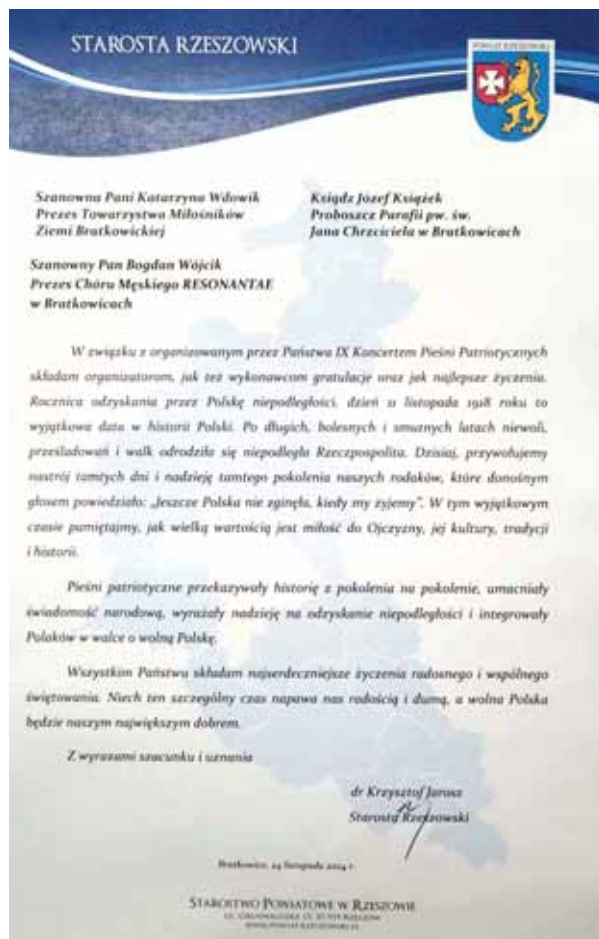 STAROSTA RZESZOWSKI
POWIAT RZESZOWSKI
Szanowna Pani Katarzyna Wdowik
Prezes Towarzystwa Miłośników
Ziemi Bratkowickiej
Ksiądz Józef Książek
Proboszcz Parafii pw. św.
Jana Chrzciciela w Bratkowicach
Szanowny Pan Bogdan Wójcik
Prezes Chóru Męskiego RESONANTAE
w Bratkowicach
W związku z organizowanym przez Państwa IX Koncertem Pieśni Patriotycznych
składam organizatorom, jak też wykonawcom gratulacje oraz jak najlepsze życzenia.
Rocznica odzyskania przez Polskę niepodległości, dzień 11 listopada 1918 roku to
wyjątkowa data w historii Polski. Po długich, bolesnych i smutnych latach niewoli,
prześladowań i walk odrodziła się niepodległa Rzeczpospolita. Dzisiaj, przywołujemy
nastrój tamtych dni i nadzieję tamtego pokolenia naszych rodaków, które donośnym
głosem powiedziało: „Jeszcze Polska nie zginęła, kiedy my żyjemy”. W tym wyjątkowym
czasie pamiętajmy, jak wielką wartością jest miłość do Ojczyzny, jej kultury, tradycji
i historii.
Pieśni patriotyczne przekazywały historię z pokolenia na pokolenie, umacniały
świadomość narodową, wyrażały nadzieję na odzyskanie niepodległości i integrowały
Polaków w walce o wolną Polskę.
Wszystkim Państwu składam najserdeczniejsze życzenia radosnego i wspólnego
świętowania. Niech ten szczególny czas napawa nas radością i dumą, a wolna Polska
będzie naszym największym dobrem.
Z wyrazami szacunku i uznania
dr Krzysztof Jarosz
Starosta Rzeszowski
Bratkowice, 24 listopada 2024 r.
STAROSTWO POWIATOWE W RZESZOWIE